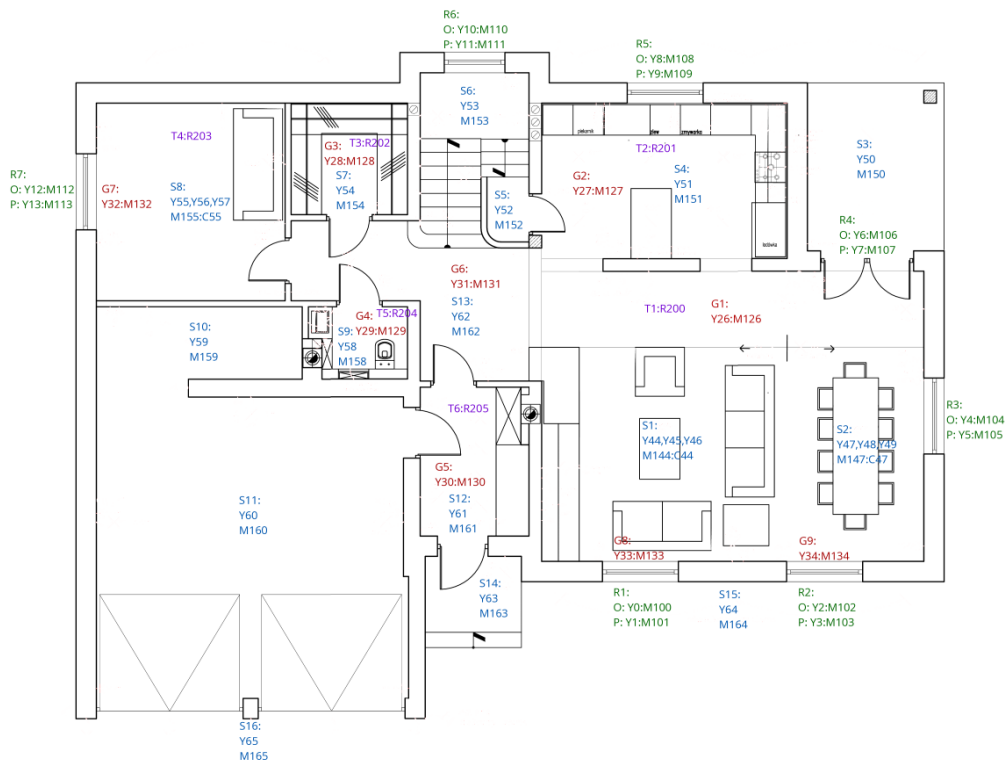 R6:
O: Y10:M110
P: Y11:M111
R5:
O: Y8:M108
P: Y9:M109
S6:
Y53
M153
piekarnik
zlew
zmywarka
T4:R203
G3:
T3:R202
Y28:M128
S7:
Y54
M154
T2:R201
S3:
Y50
M150
R7:
O: Y12:M112
P: Y13:M113
G7:
Y32:M132
S8:
Y55,Y56,Y57
M155:C55
S5:
Y52
M152
G2:
Y27:M127
S4:
Y51
M151
lodówka
R4:
O: Y6:M106
P: Y7:M107
G6:
Y31:M131
S13:
Y62
M162
T1:R200
G1:
Y26:M126
S10:
Y59
M159
G4:
T5:R204
Y29:M129
S9:
Y58
M158
T6:R205
S1:
Y44,Y45,Y46
M144:C44
S2:
Y47,Y48,Y49
M147:C47
R3:
O: Y4:M104
P: Y5:M105
G5:
Y30:M130
S12:
Y61
M161
S11:
Y60
M160
G8:
Y33:M133
G9:
Y34:M134
S14:
Y63
M163
R1:
O: Y0:M100
P: Y1:M101
S15:
Y64
M164
R2:
O: Y2:M102
P: Y3:M103
S16:
Y65
M165